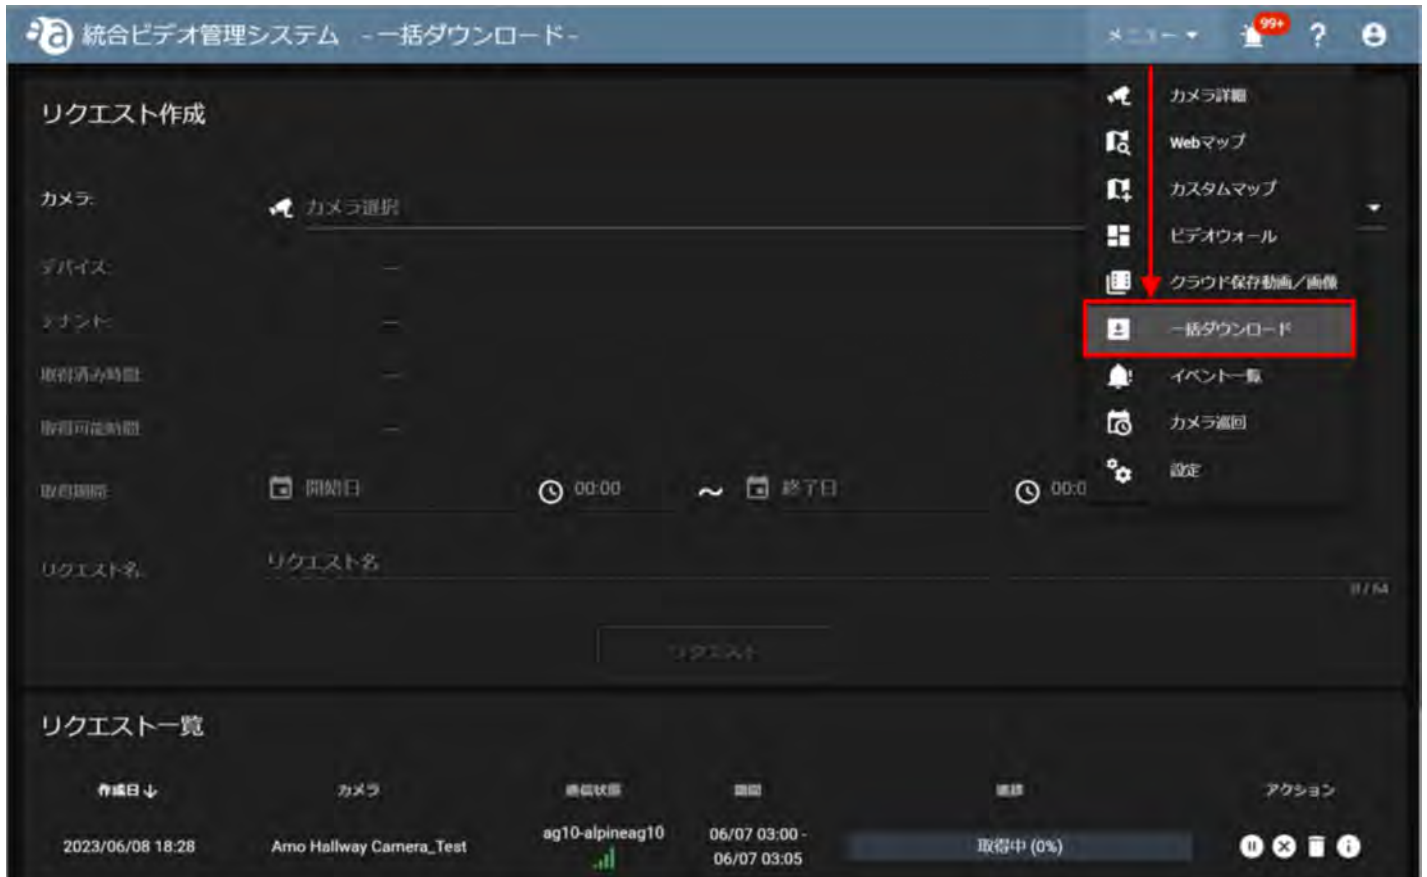 統合ビデオ管理システム －一括ダウンロード－
メニュー
99+
?
リクエスト作成
カメラ:
カメラ選択
デバイス:
—
テナント:
—
取得済み時間:
—
取得可能時間:
—
取得期間:
開始日
00:00
～
終了日
00:0
リクエスト名:
リクエスト名
0 / 64
リクエスト
カメラ詳細
Webマップ
カスタムマップ
ビデオウォール
クラウド保存動画／画像
一括ダウンロード
イベント一覧
カメラ巡回
設定
リクエスト一覧
作成日↓
カメラ
通信状態
期間
進捗
アクション
2023/06/08 18:28
Arno Hallway Camera_Test
ag10-alpineag10
06/07 03:00 -
06/07 03:05
取得中 (0%)